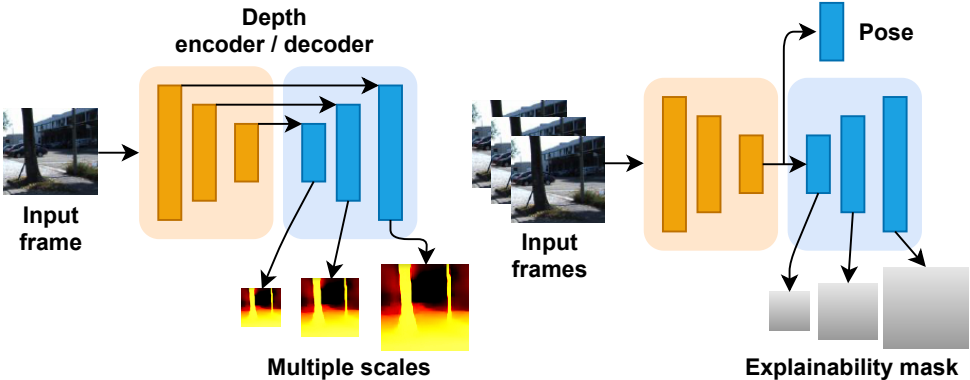 Depth
encoder / decoder
Pose
Input
frame
Input
frames
Multiple scales
Explainability mask